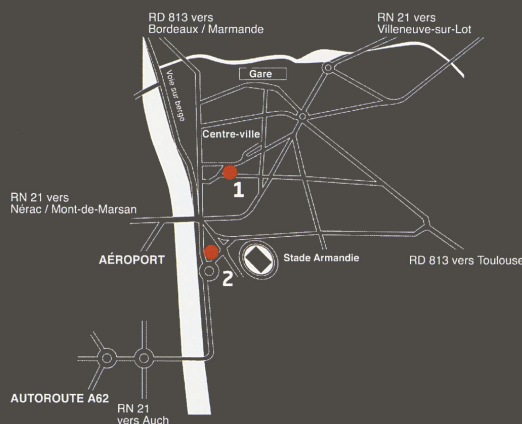 RD 813 vers
Bordeaux / Marmande
RN 21 vers
Villeneuve-sur-Lot
Gare
Voie sur berge
Centre-ville
1
RN 21 vers
Nérac / Mont-de-Marsan
AÉROPORT
Stade Armandie
RD 813 vers Toulouse
2
AUTOROUTE A62
RN 21
vers Auch